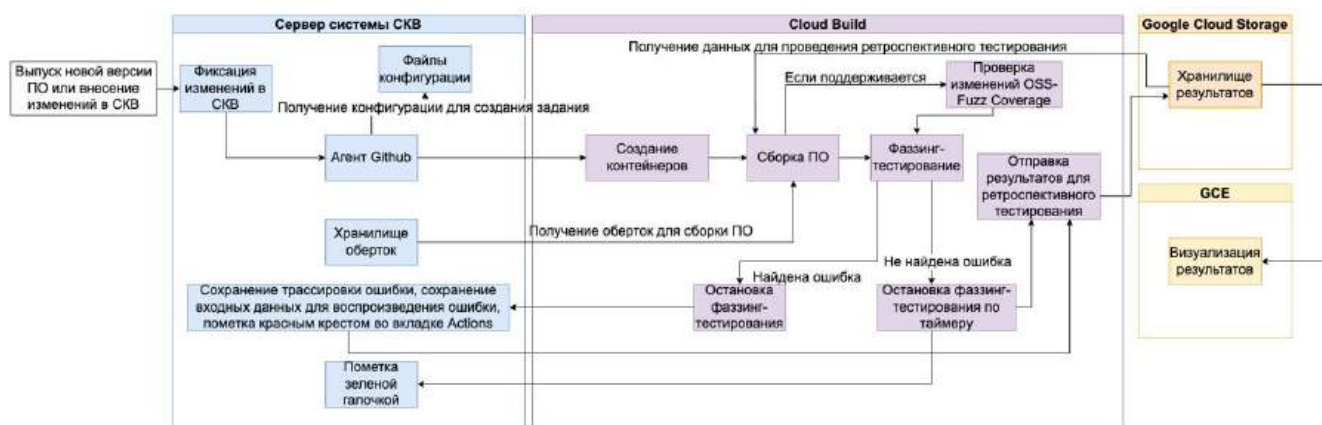 Сервер системы СКВ
Cloud Build
Google Cloud Storage
Выпуск новой версии
ПО или внесение
изменений в СКВ
Фиксация
изменений в
СКВ
Файлы
конфигурации
Получение конфигурации для создания задания
Агент Github
Хранилище
оберток
Получение оберток для сборки ПО
Сохранение трассировки ошибки, сохранение
входных данных для воспроизведения ошибки,
пометка красным крестом во вкладке Actions
Пометка
зеленой
галочкой
Получение данных для проведения ретроспективного тестирования
Если поддерживается
Проверка
изменений OSS-
Fuzz Coverage
Создание
контейнеров
Сборка ПО
Фаззинг-
тестирование
Отправка
результатов для
ретроспективного
тестирования
Найдена ошибка
Не найдена ошибка
Остановка
фаззинг-
тестирования
Остановка фаззинг-
тестирования по
таймеру
Хранилище
результатов
GCE
Визуализация
результатов